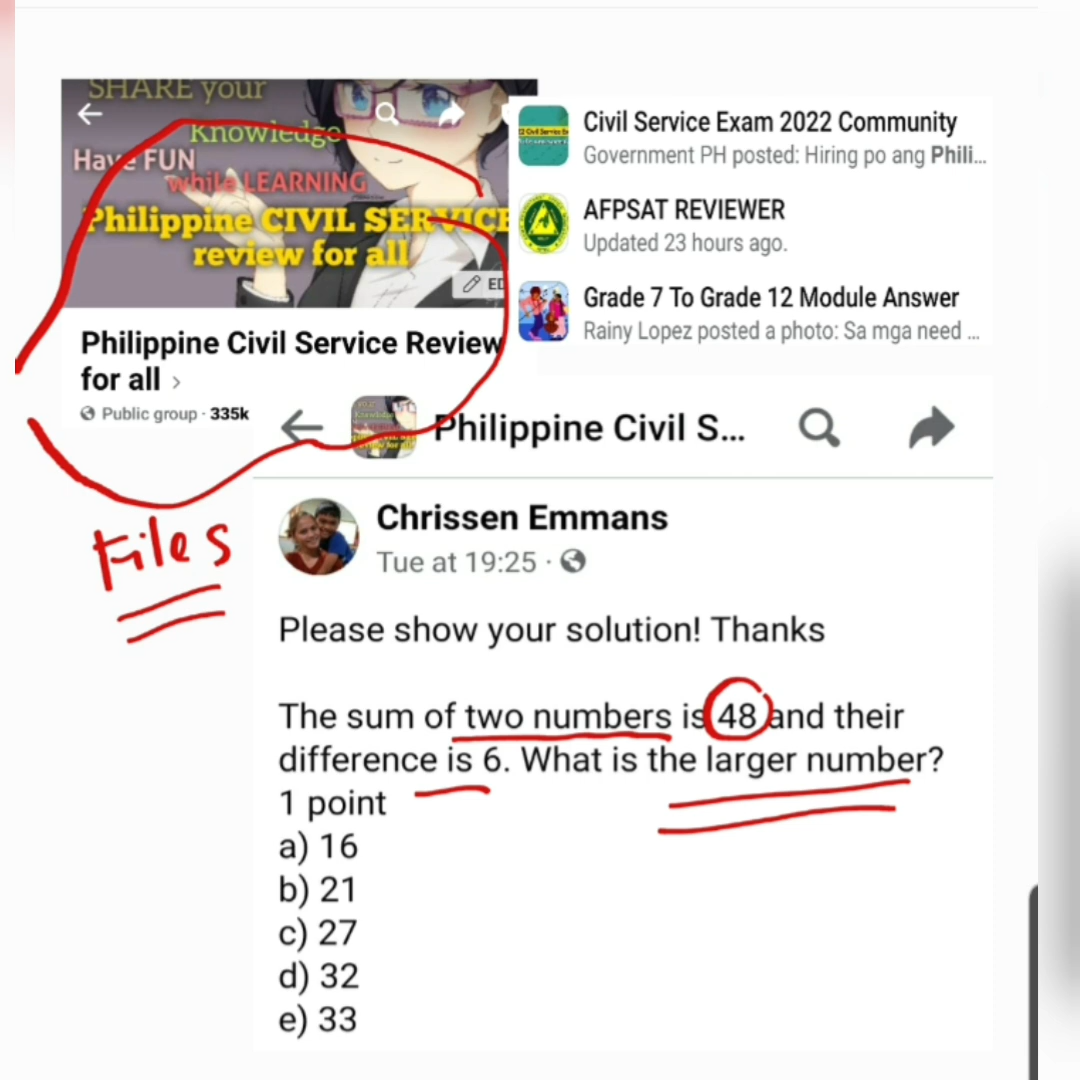 SHARE your
Knowledge
Have FUN
while LEARNING
Philippine CIVIL SERVICE
review for all
ED
Philippine Civil Service Review
for all >
Public group · 335k
Civil Service Exam 2022 Community
Government PH posted: Hiring po ang Phili...
AFPSAT REVIEWER
Updated 23 hours ago.
Grade 7 To Grade 12 Module Answer
Rainy Lopez posted a photo: Sa mga need ...
Philippine Civil S...
Files
Chrissen Emmans
Tue at 19:25 ·
Please show your solution! Thanks
The sum of two numbers is 48 and their
difference is 6. What is the larger number?
1 point
a) 16
b) 21
c) 27
d) 32
e) 33